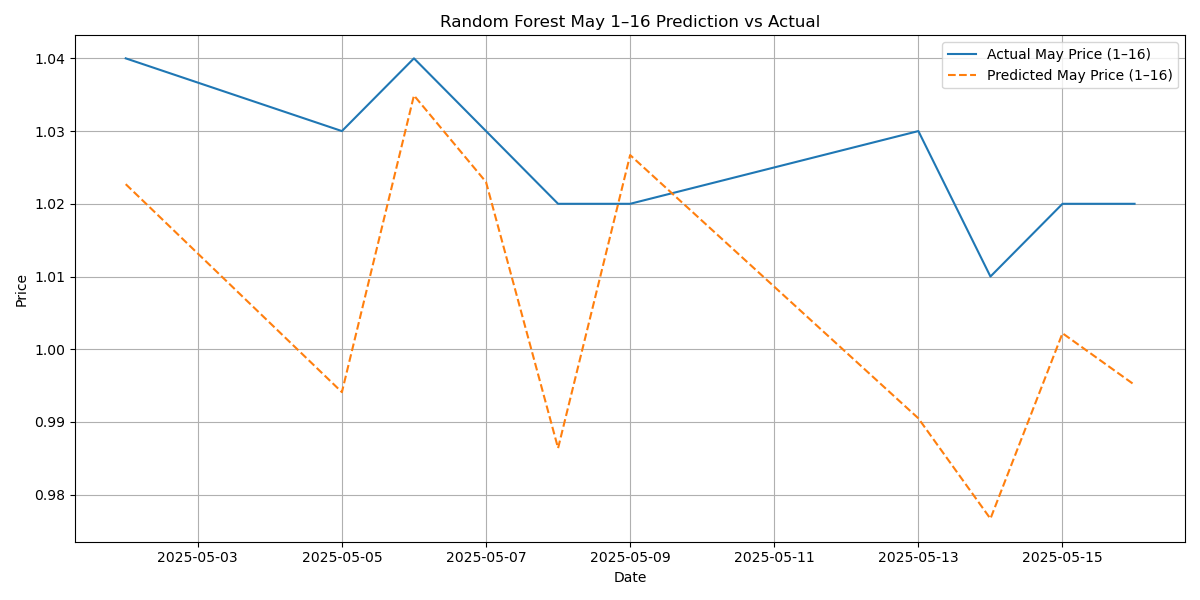 Random Forest May 1–16 Prediction vs Actual
Actual May Price (1–16)
Predicted May Price (1–16)
Price
1.04
1.03
1.02
1.01
1.00
0.99
0.98
2025-05-03
2025-05-05
2025-05-07
2025-05-09
2025-05-11
2025-05-13
2025-05-15
Date